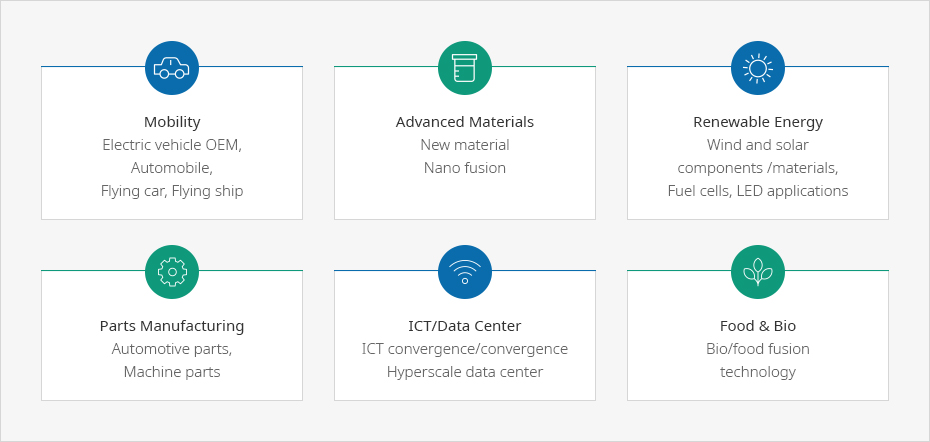 Mobility
Electric vehicle OEM,
Automobile,
Flying car, Flying ship
Advanced Materials
New material
Nano fusion
Renewable Energy
Wind and solar
components /materials,
Fuel cells, LED applications
Parts Manufacturing
Automotive parts,
Machine parts
ICT/Data Center
ICT convergence/convergence
Hyperscale data center
Food & Bio
Bio/food fusion
technology